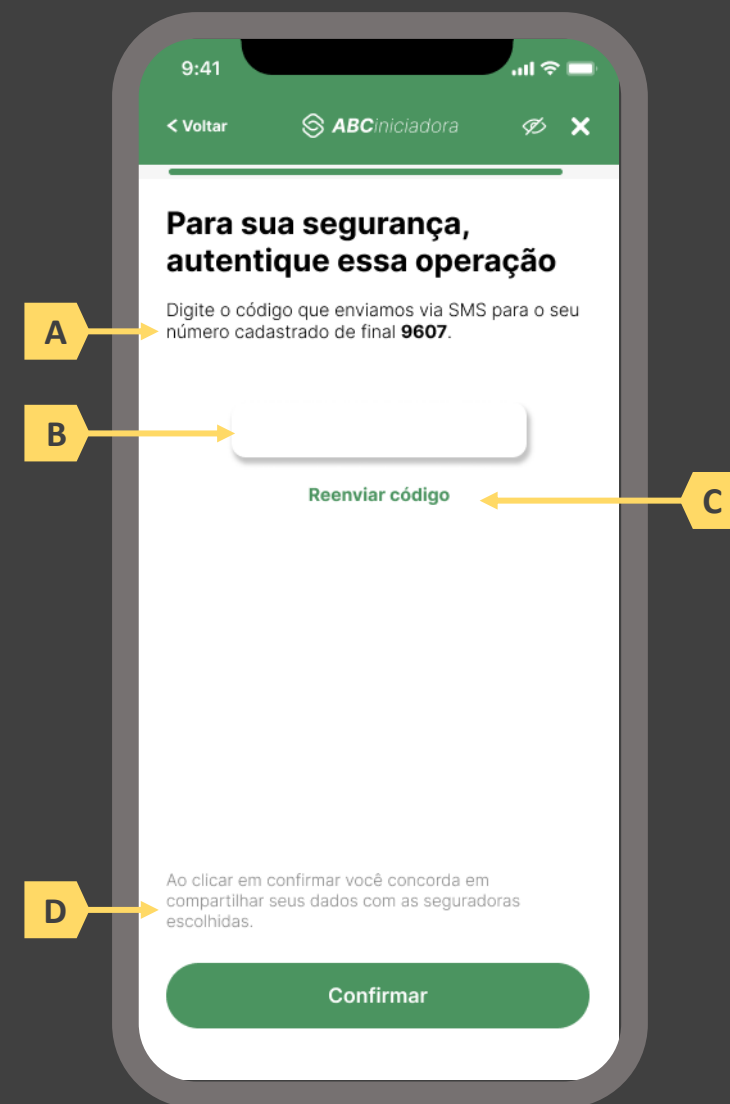 9:41
< Voltar
ABCiniciadora
Para sua segurança,
autentique essa operação
Digite o código que enviamos via SMS para o seu
A
número cadastrado de final 9607.
B
Reenviar código
C
Ao clicar em confirmar você concorda em
D
compartilhar seus dados com as seguradoras
escolhidas.
Confirmar